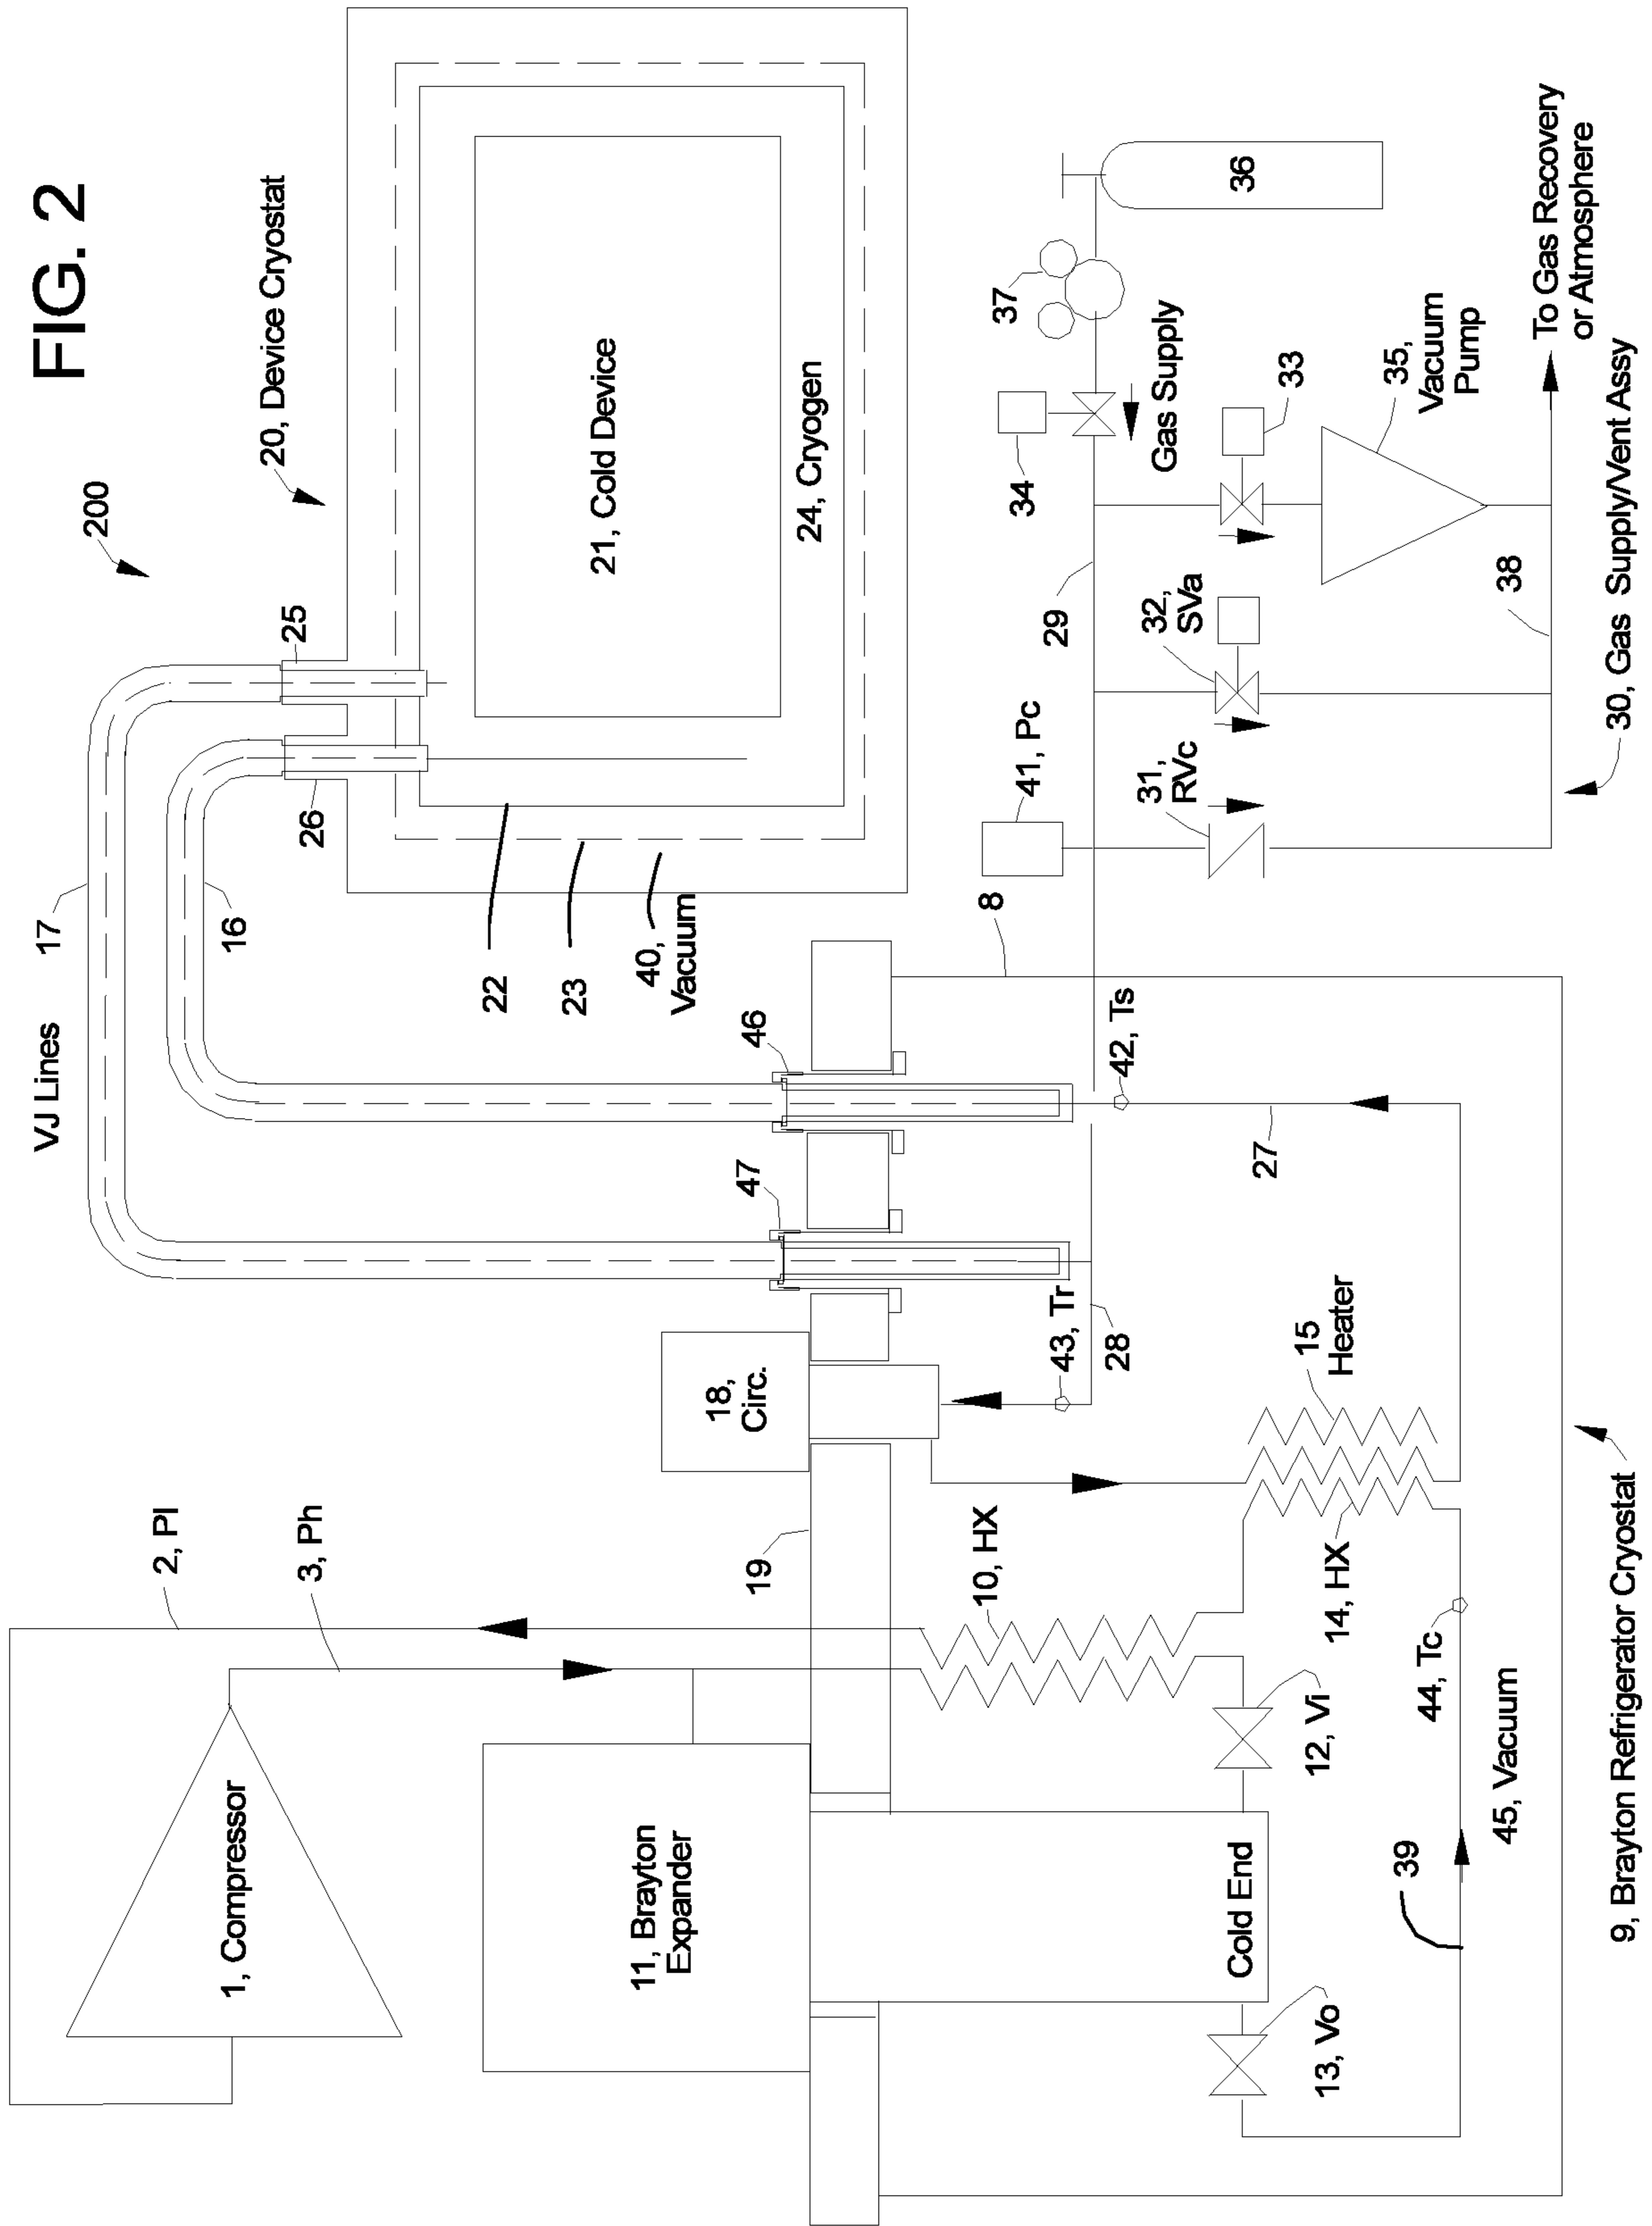 FIG. 2
200
20, Device Cryostat
VJ Lines
17
16
25
26
21, Cold Device
24, Cryogen
22
23
40,
Vacuum
2, Pl
3, Ph
1, Compressor
11, Brayton
Expander
18,
Circ.
19
47
46
8
41, Pc
34
37
36
Gas Supply
29
31,
RVc
32,
SVa
33
35,
Vacuum
Pump
38
To Gas Recovery
or Atmosphere
30, Gas Supply/Vent Assy
10, HX
43, Tr
28
42, Ts
27
15
Heater
14, HX
12, Vi
13, Vo
Cold End
39
44, Tc
45, Vacuum
9, Brayton Refrigerator Cryostat